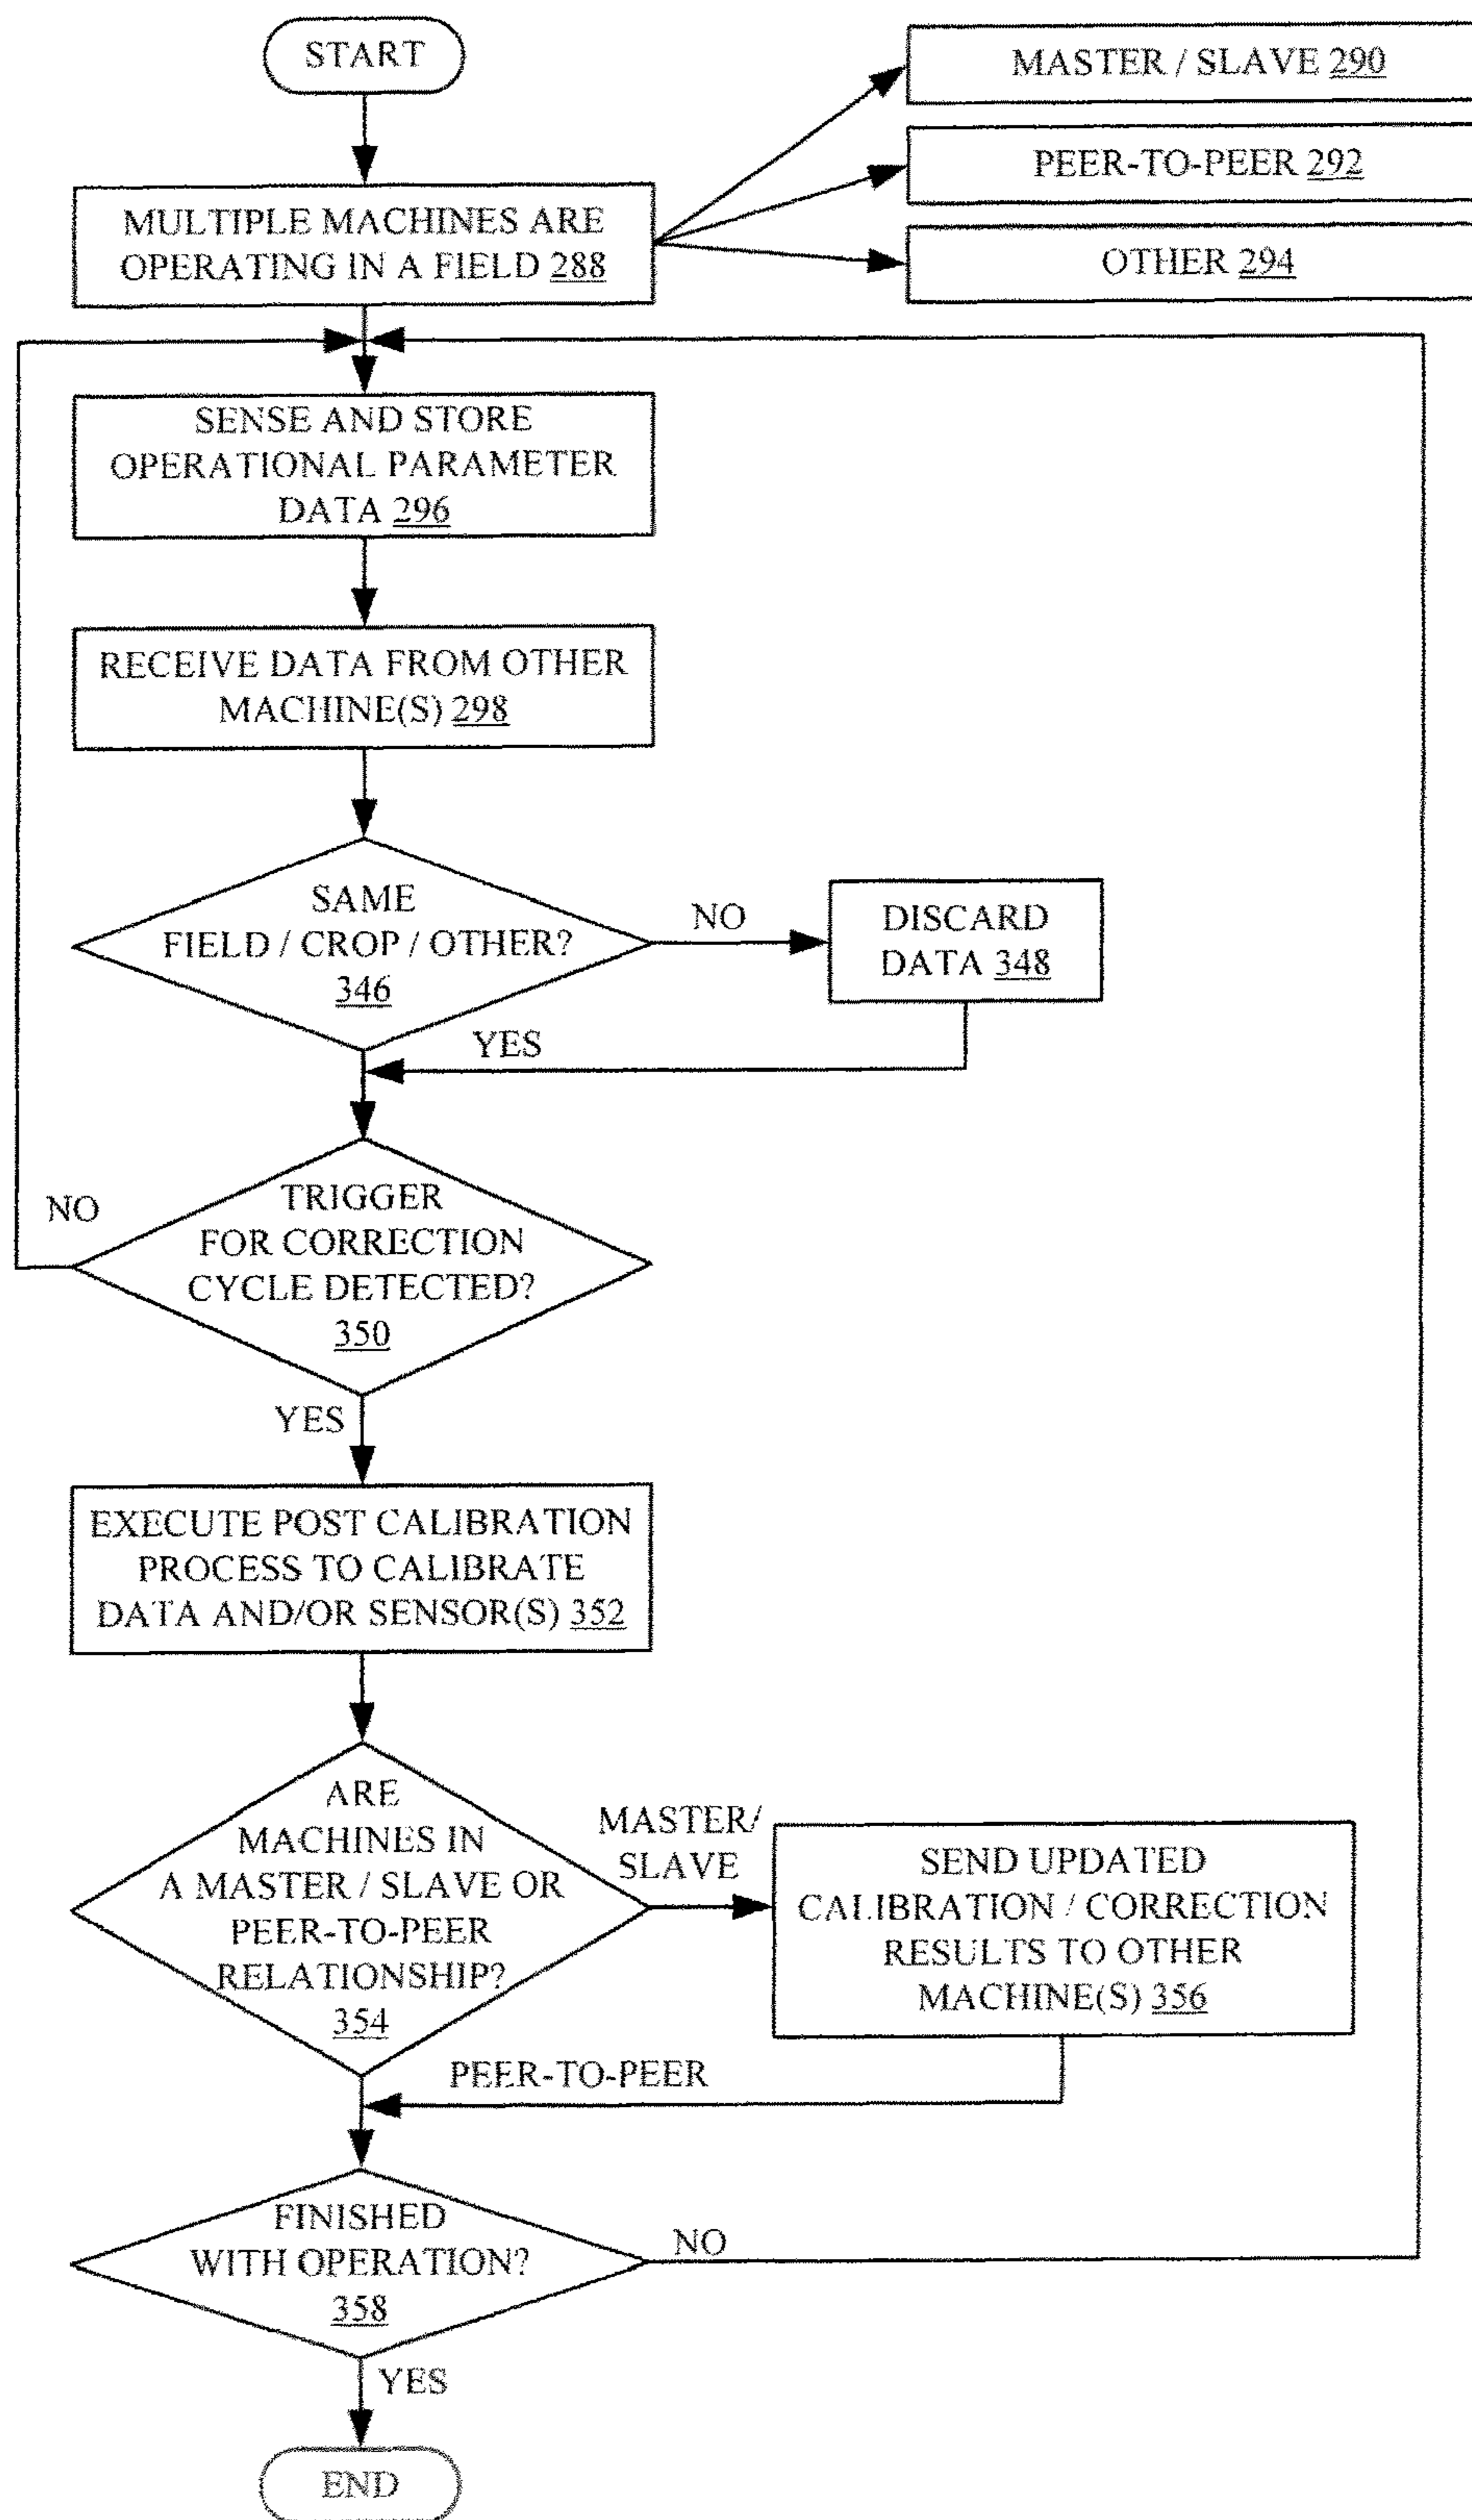 START
MASTER / SLAVE 290
PEER-TO-PEER 292
OTHER 294
MULTIPLE MACHINES ARE
OPERATING IN A FIELD 288
SENSE AND STORE
OPERATIONAL PARAMETER
DATA 296
RECEIVE DATA FROM OTHER
MACHINE(S) 298
SAME
FIELD / CROP / OTHER?
346
NO
DISCARD
DATA 348
YES
TRIGGER
FOR CORRECTION
CYCLE DETECTED?
350
NO
YES
EXECUTE POST CALIBRATION
PROCESS TO CALIBRATE
DATA AND/OR SENSOR(S) 352
ARE
MACHINES IN
A MASTER / SLAVE OR
PEER-TO-PEER
RELATIONSHIP?
354
MASTER/
SLAVE
SEND UPDATED
CALIBRATION / CORRECTION
RESULTS TO OTHER
MACHINE(S) 356
PEER-TO-PEER
FINISHED
WITH OPERATION?
358
NO
YES
END